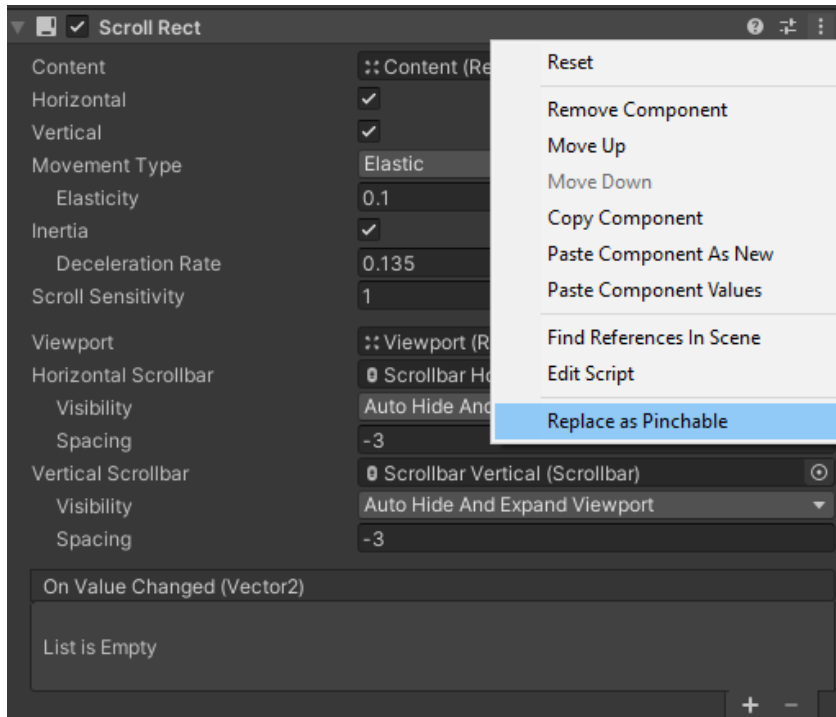 Scroll Rect
Content
Content (Re
Horizontal
Vertical
Movement Type
Elastic
Elasticity
0.1
Inertia
Deceleration Rate
0.135
Scroll Sensitivity
1
Viewport
Viewport (R
Horizontal Scrollbar
Scrollbar Ho
Visibility
Auto Hide And
Spacing
-3
Vertical Scrollbar
Scrollbar Vertical (Scrollbar)
Visibility
Auto Hide And Expand Viewport
Spacing
-3
On Value Changed (Vector2)
List is Empty
Reset
Remove Component
Move Up
Move Down
Copy Component
Paste Component As New
Paste Component Values
Find References In Scene
Edit Script
Replace as Pinchable